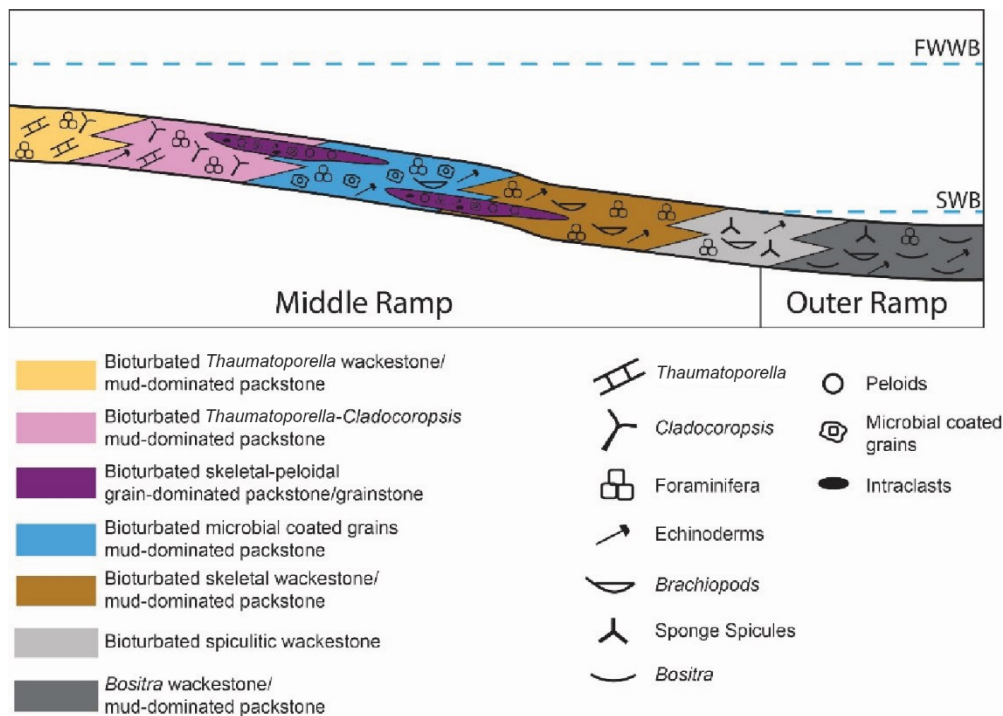 FWWB
SWB
Middle Ramp
Outer Ramp
Bioturbated Thaumatoporella wackestone/
mud-dominated packstone
Bioturbated Thaumatoporella-Cladocoropsis
mud-dominated packstone
Bioturbated skeletal-peloidal
grain-dominated packstone/grainstone
Bioturbated microbial coated grains
mud-dominated packstone
Bioturbated skeletal wackestone/
mud-dominated packstone
Bioturbated spiculitic wackestone
Bositra wackestone/
mud-dominated packstone
Thaumatoporella
Cladocoropsis
Foraminifera
Echinoderms
Brachiopods
Sponge Spicules
Bositra
Peloids
Microbial coated
grains
Intraclasts